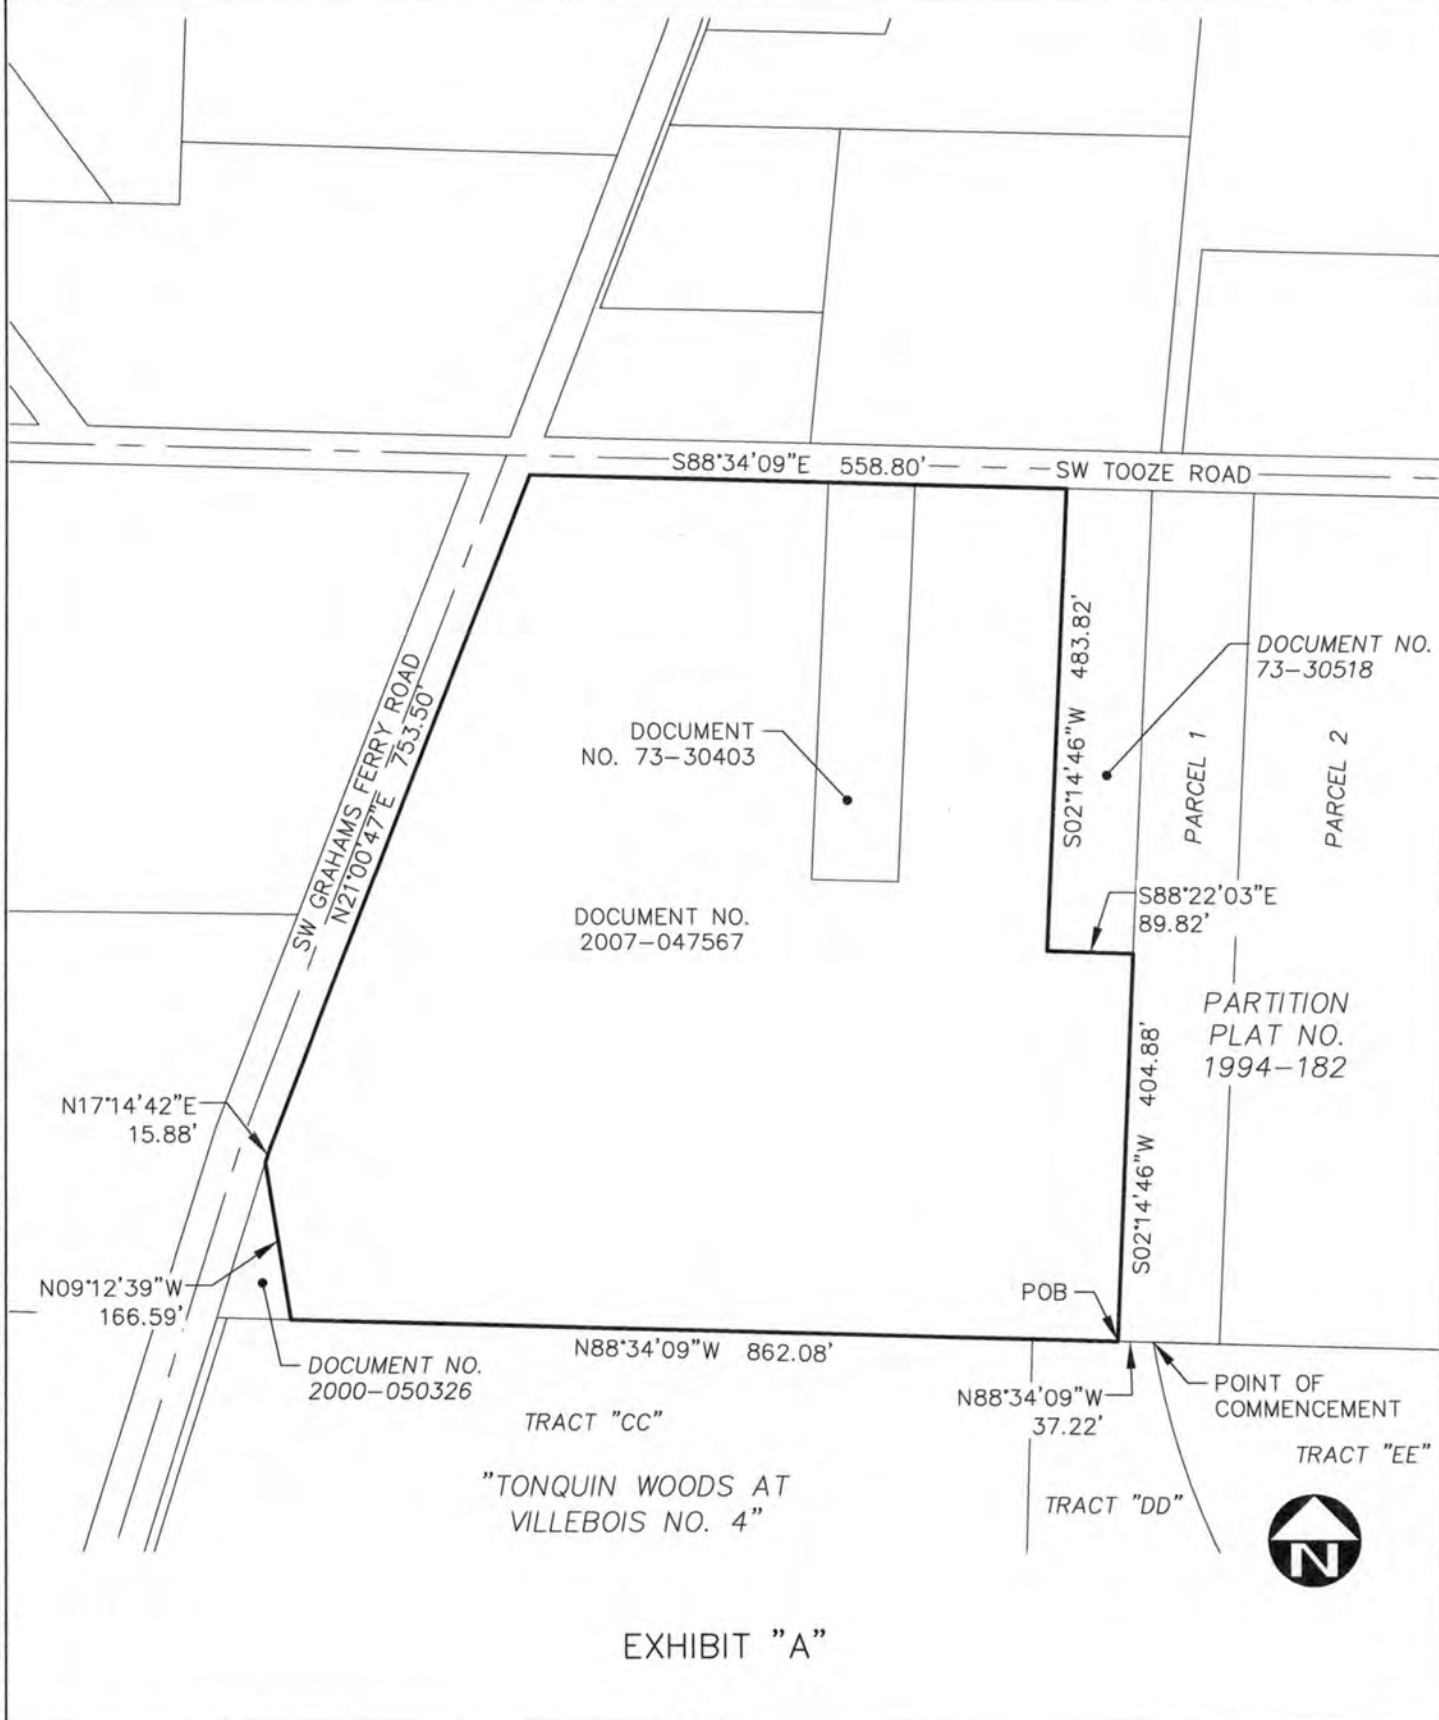 S88°34'09"E 558.80'
SW TOOZE ROAD
SW GRAHAMS FERRY ROAD
N21°00'47"E 753.50'
S02°14'46"W 483.82'
DOCUMENT NO.
73-30518
DOCUMENT
NO. 73-30403
PARCEL 1
PARCEL 2
S88°22'03"E
89.82'
DOCUMENT NO.
2007-047567
PARTITION
PLAT NO.
1994-182
S02°14'46"W 404.88'
N17°14'42"E
15.88'
N09°12'39"W
166.59'
POB
N88°34'09"W 862.08'
DOCUMENT NO.
2000-050326
N88°34'09"W
37.22'
POINT OF
COMMENCEMENT
TRACT "CC"
TRACT "EE"
"TONQUIN WOODS AT
VILLEBOIS NO. 4"
TRACT "DD"
N
EXHIBIT "A"